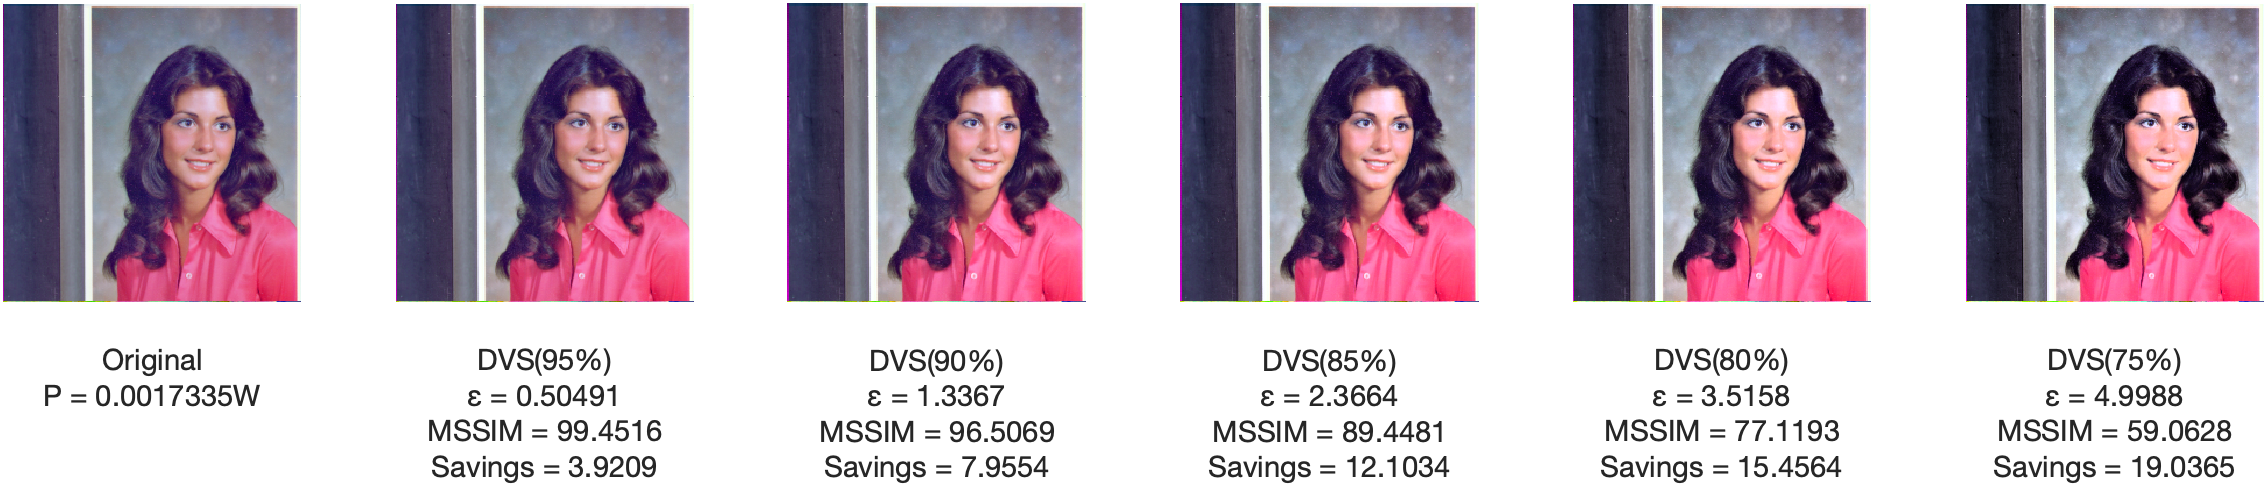 Original
P = 0.0017335W
DVS(95%)
ε = 0.50491
MSSIM = 99.4516
Savings = 3.9209
DVS(90%)
ε = 1.3367
MSSIM = 96.5069
Savings = 7.9554
DVS(85%)
ε = 2.3664
MSSIM = 89.4481
Savings = 12.1034
DVS(80%)
ε = 3.5158
MSSIM = 77.1193
Savings = 15.4564
DVS(75%)
ε = 4.9988
MSSIM = 59.0628
Savings = 19.0365